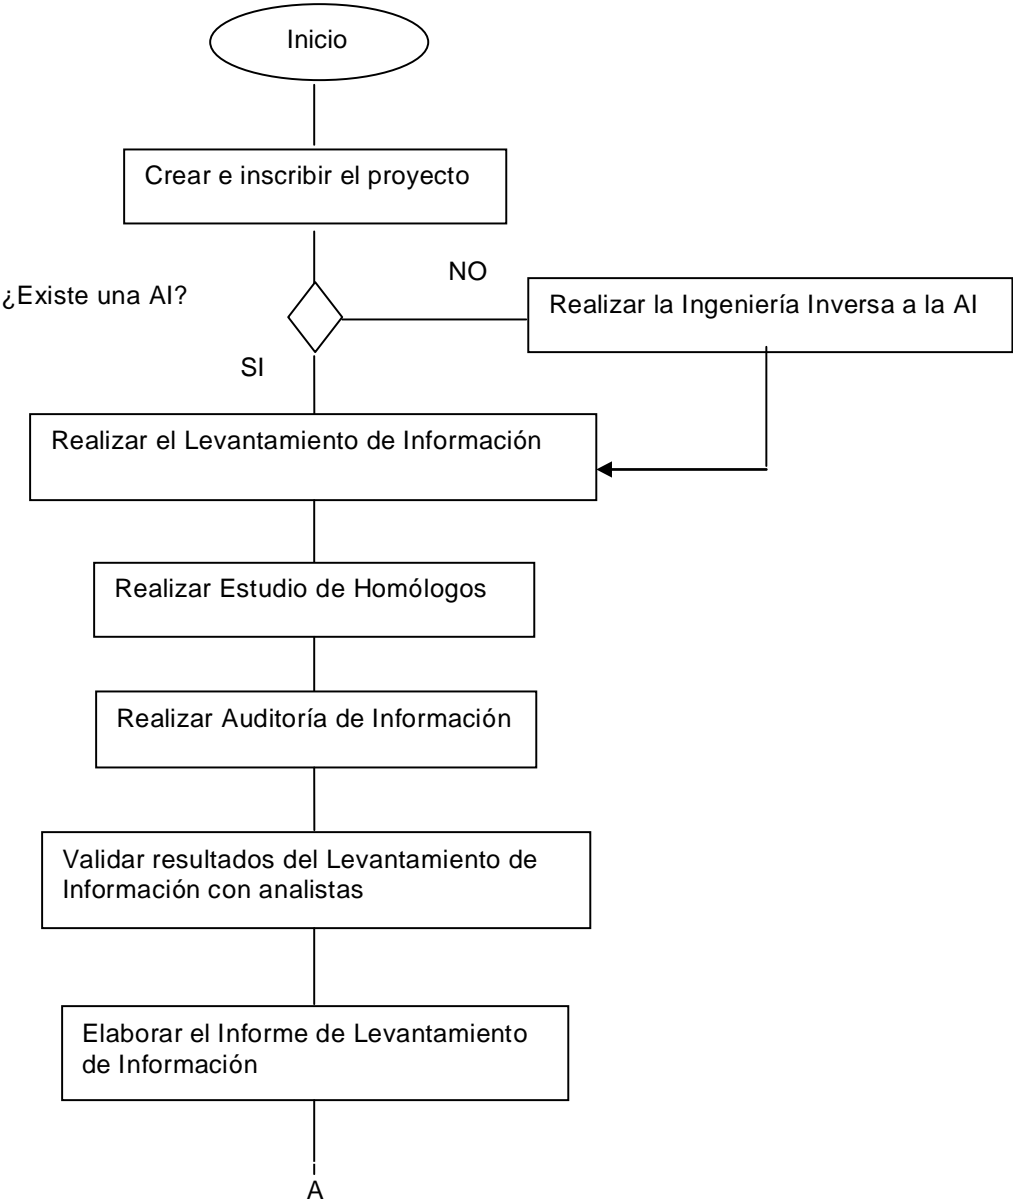 Inicio
Crear e inscribir el proyecto
¿Existe una AI?
NO
Realizar la Ingeniería Inversa a la AI
SI
Realizar el Levantamiento de Información
Realizar Estudio de Homólogos
Realizar Auditoría de Información
Validar resultados del Levantamiento de
Información con analistas
Elaborar el Informe de Levantamiento
de Información
A